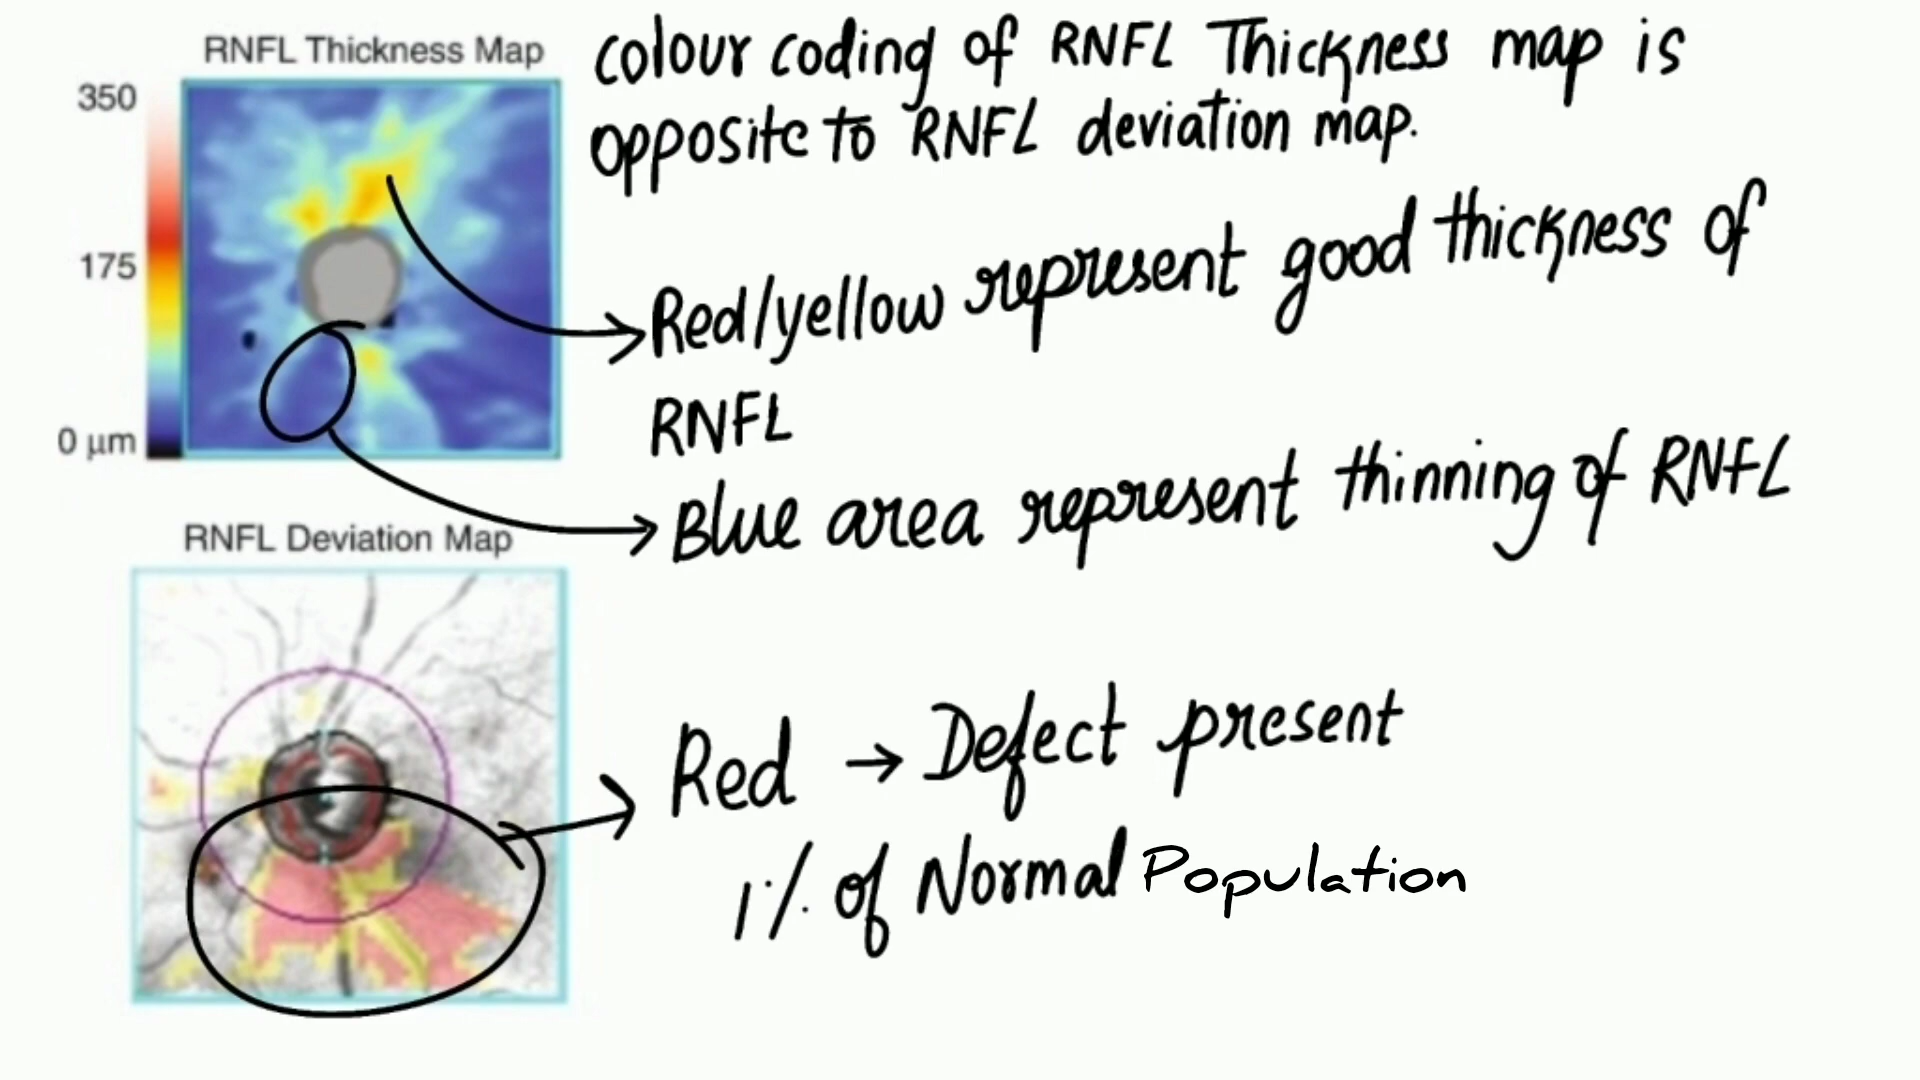 RNFL Thickness Map
350
175
0 μm
colour coding of RNFL Thickness map is
opposite to RNFL deviation map.
Red/yellow represent good thickness of
RNFL
Blue area represent thinning of RNFL
RNFL Deviation Map
Red → Defect present
1% of Normal Population